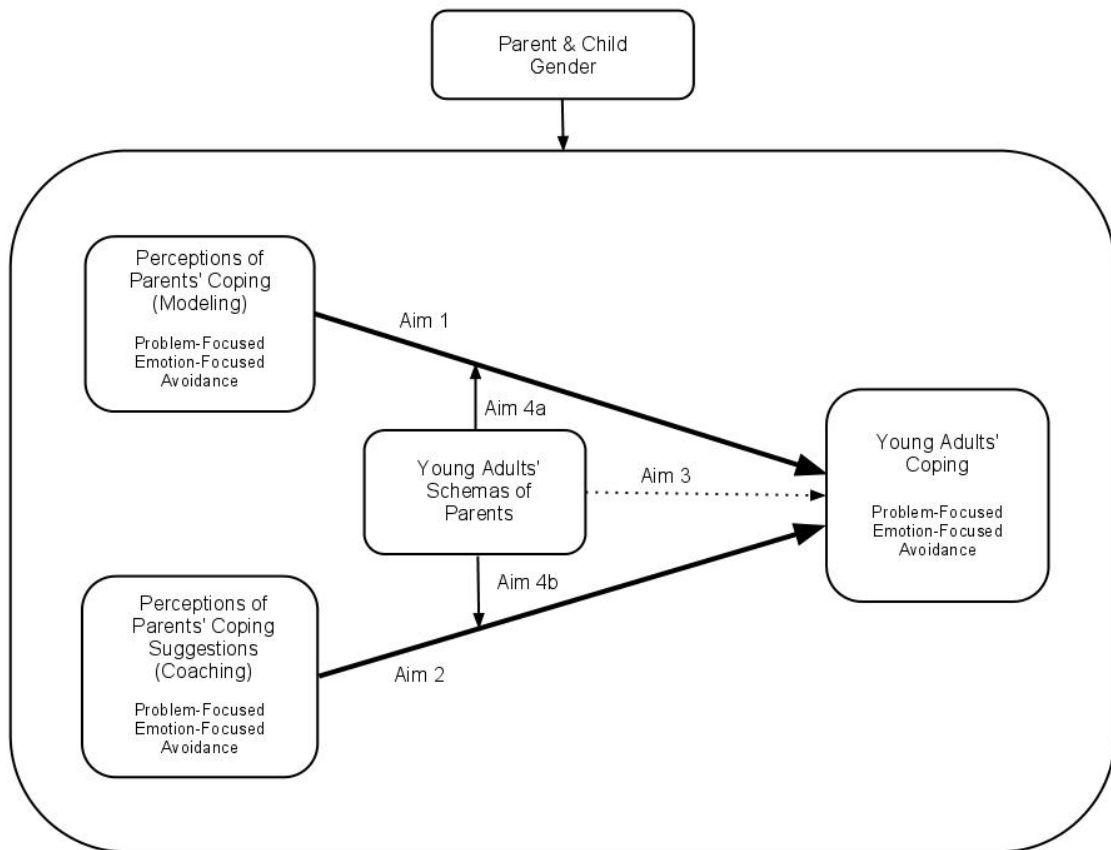 Parent & Child
Gender
Perceptions of
Parents' Coping
(Modeling)
Problem-Focused
Emotion-Focused
Avoidance
Aim 1
Aim 4a
Young Adults'
Schemas of
Parents
Aim 3
Young Adults'
Coping
Problem-Focused
Emotion-Focused
Avoidance
Aim 4b
Perceptions of
Parents' Coping
Suggestions
(Coaching)
Problem-Focused
Emotion-Focused
Avoidance
Aim 2